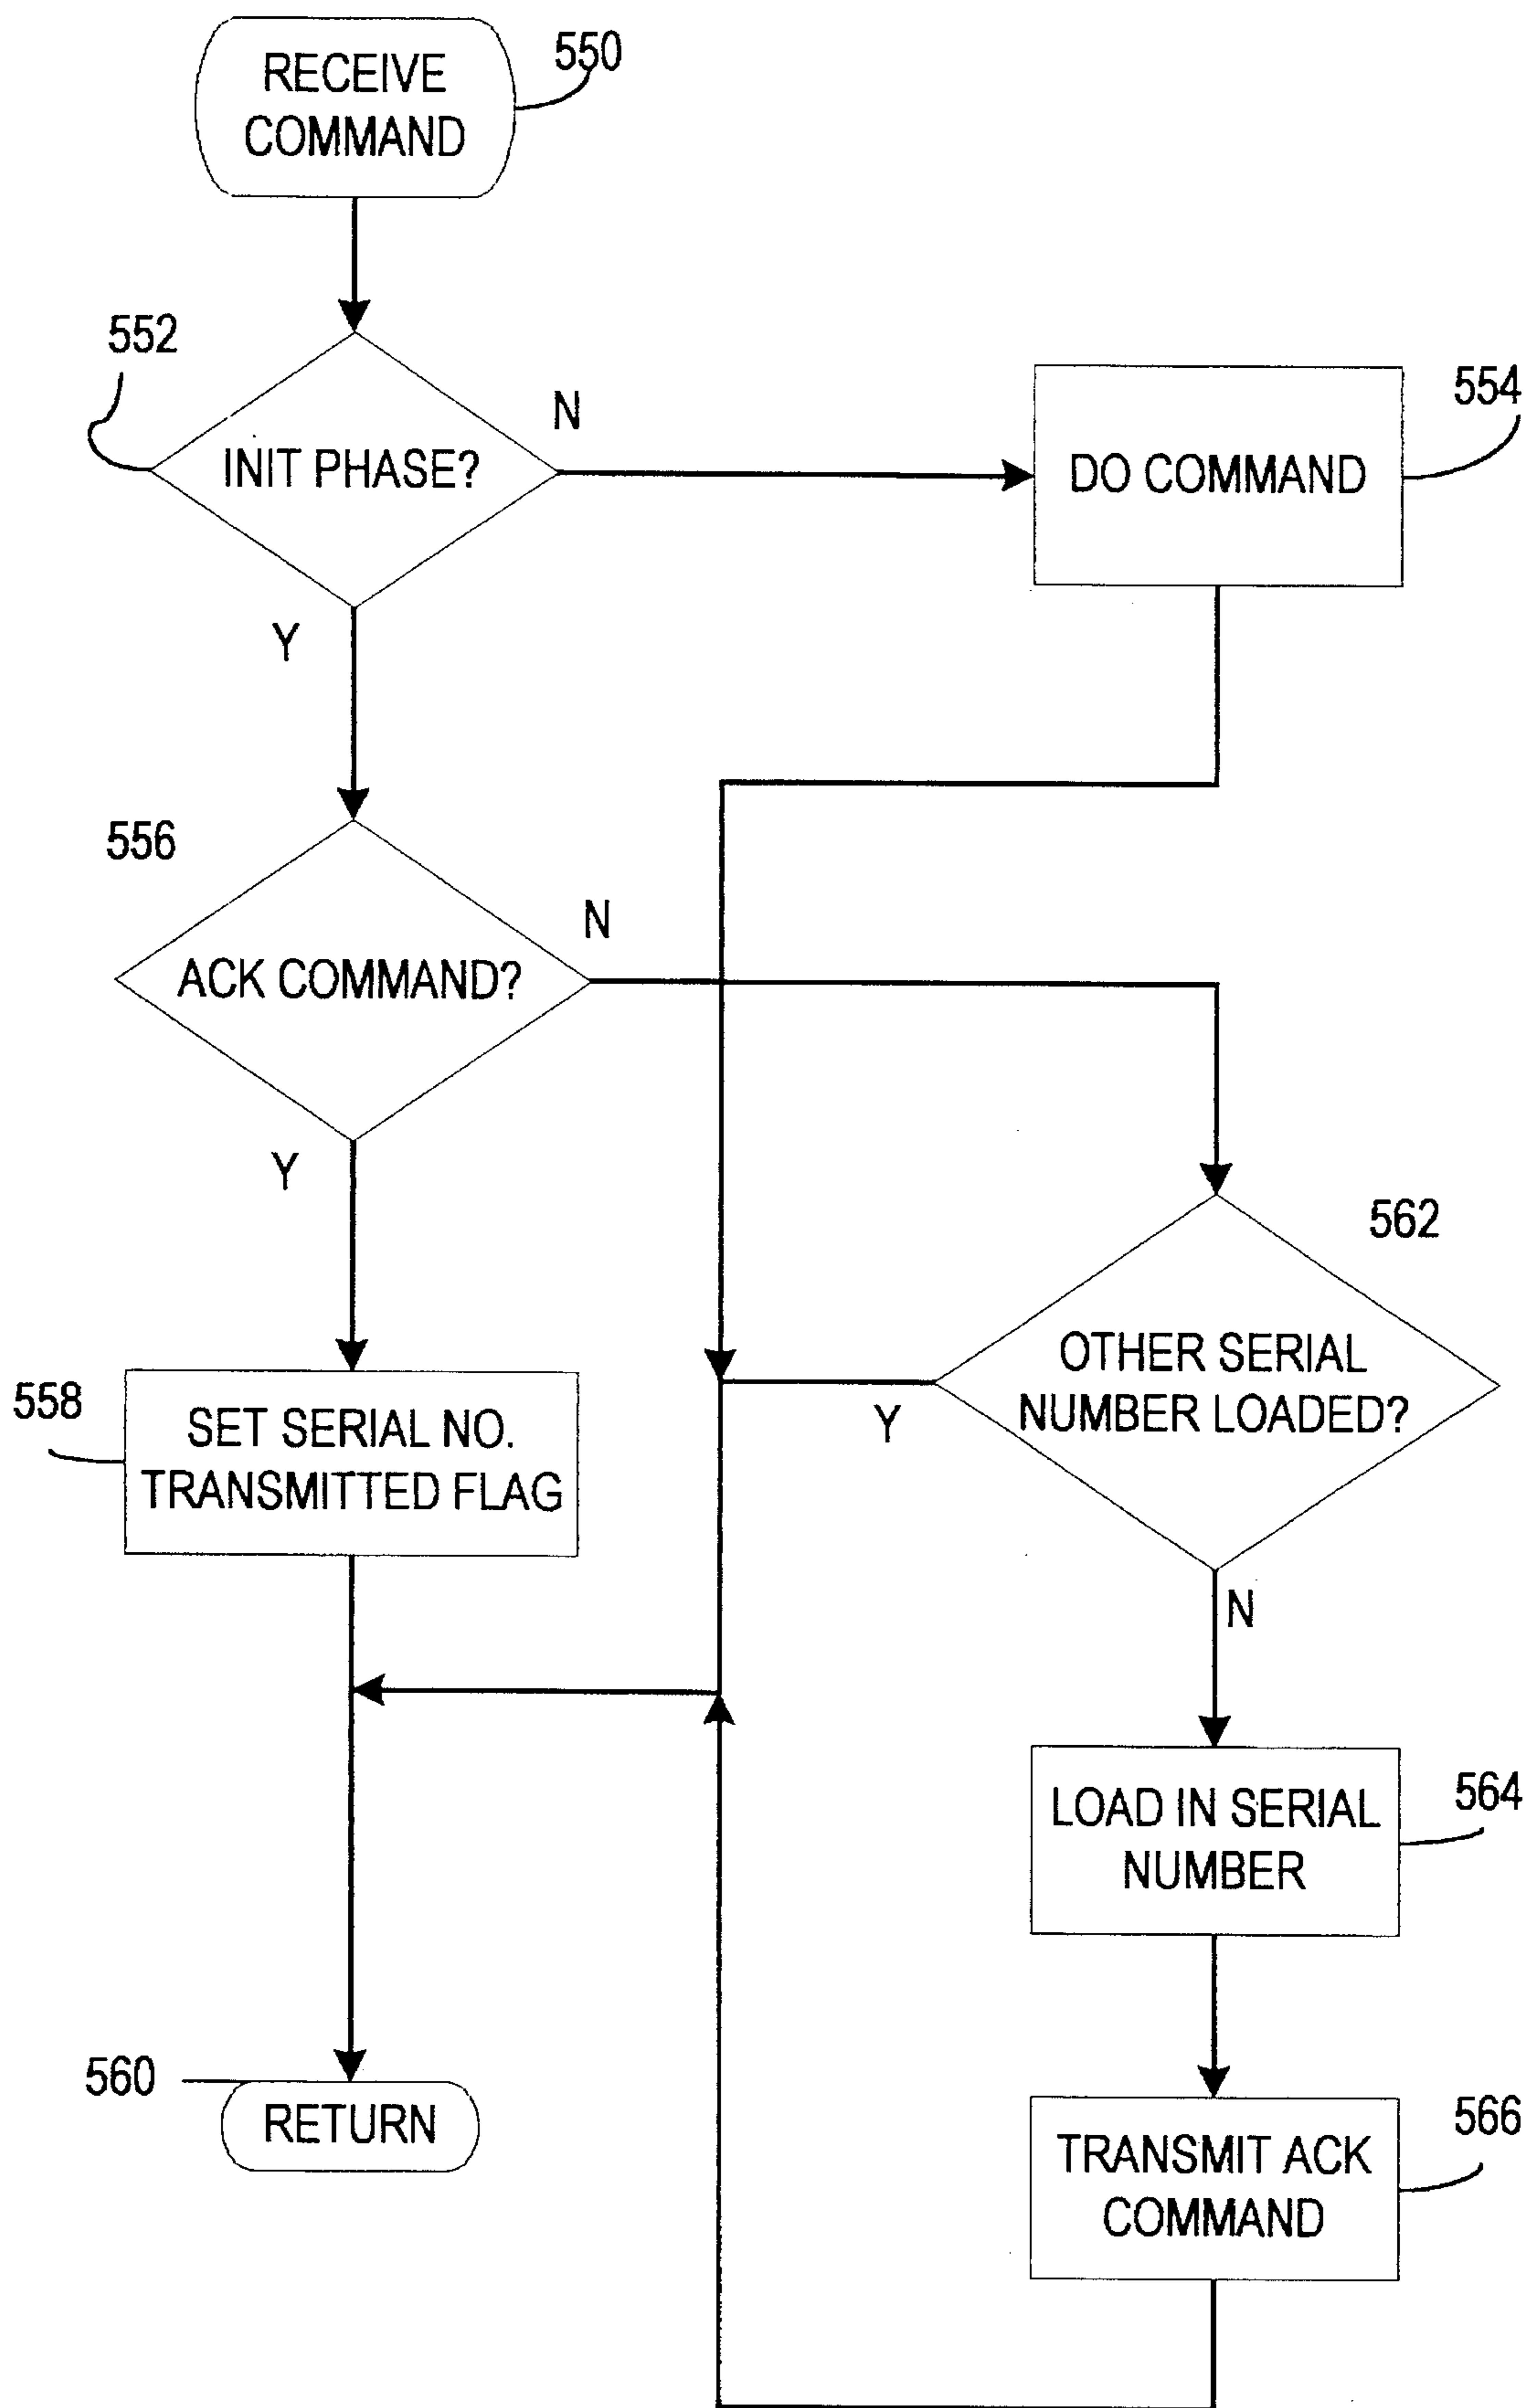 RECEIVE
COMMAND
550
552
INIT PHASE?
N
Y
DO COMMAND
554
556
ACK COMMAND?
N
Y
562
OTHER SERIAL
NUMBER LOADED?
Y
N
558
SET SERIAL NO.
TRANSMITTED FLAG
LOAD IN SERIAL
NUMBER
564
560
RETURN
TRANSMIT ACK
COMMAND
566